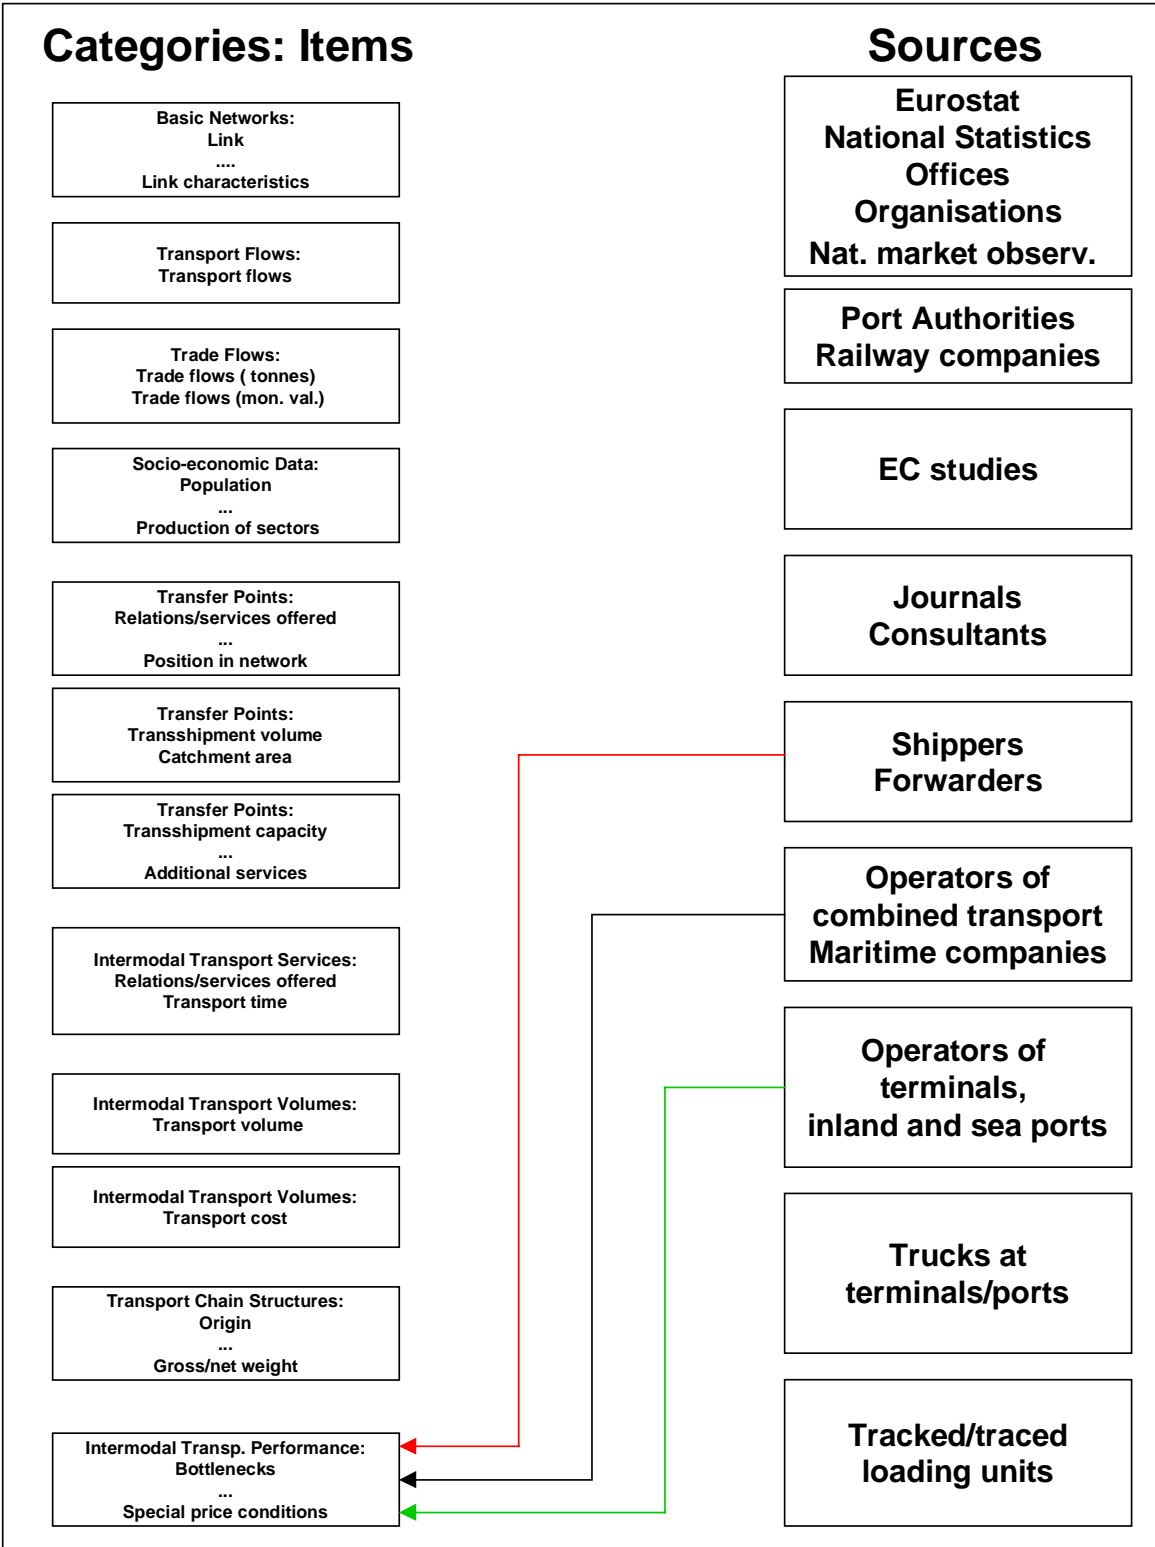 Categories: Items
Basic Networks:
Link
....
Link characteristics
Transport Flows:
Transport flows
Trade Flows:
Trade flows ( tonnes)
Trade flows (mon. val.)
Socio-economic Data:
Population
...
Production of sectors
Transfer Points:
Relations/services offered
...
Position in network
Transfer Points:
Transshipment volume
Catchment area
Transfer Points:
Transshipment capacity
...
Additional services
Intermodal Transport Services:
Relations/services offered
Transport time
Intermodal Transport Volumes:
Transport volume
Intermodal Transport Volumes:
Transport cost
Transport Chain Structures:
Origin
...
Gross/net weight
Intermodal Transp. Performance:
Bottlenecks
...
Special price conditions
Sources
Eurostat
National Statistics
Offices
Organisations
Nat. market observ.
Port Authorities
Railway companies
EC studies
Journals
Consultants
Shippers
Forwarders
Operators of
combined transport
Maritime companies
Operators of
terminals,
inland and sea ports
Trucks at
terminals/ports
Tracked/traced
loading units